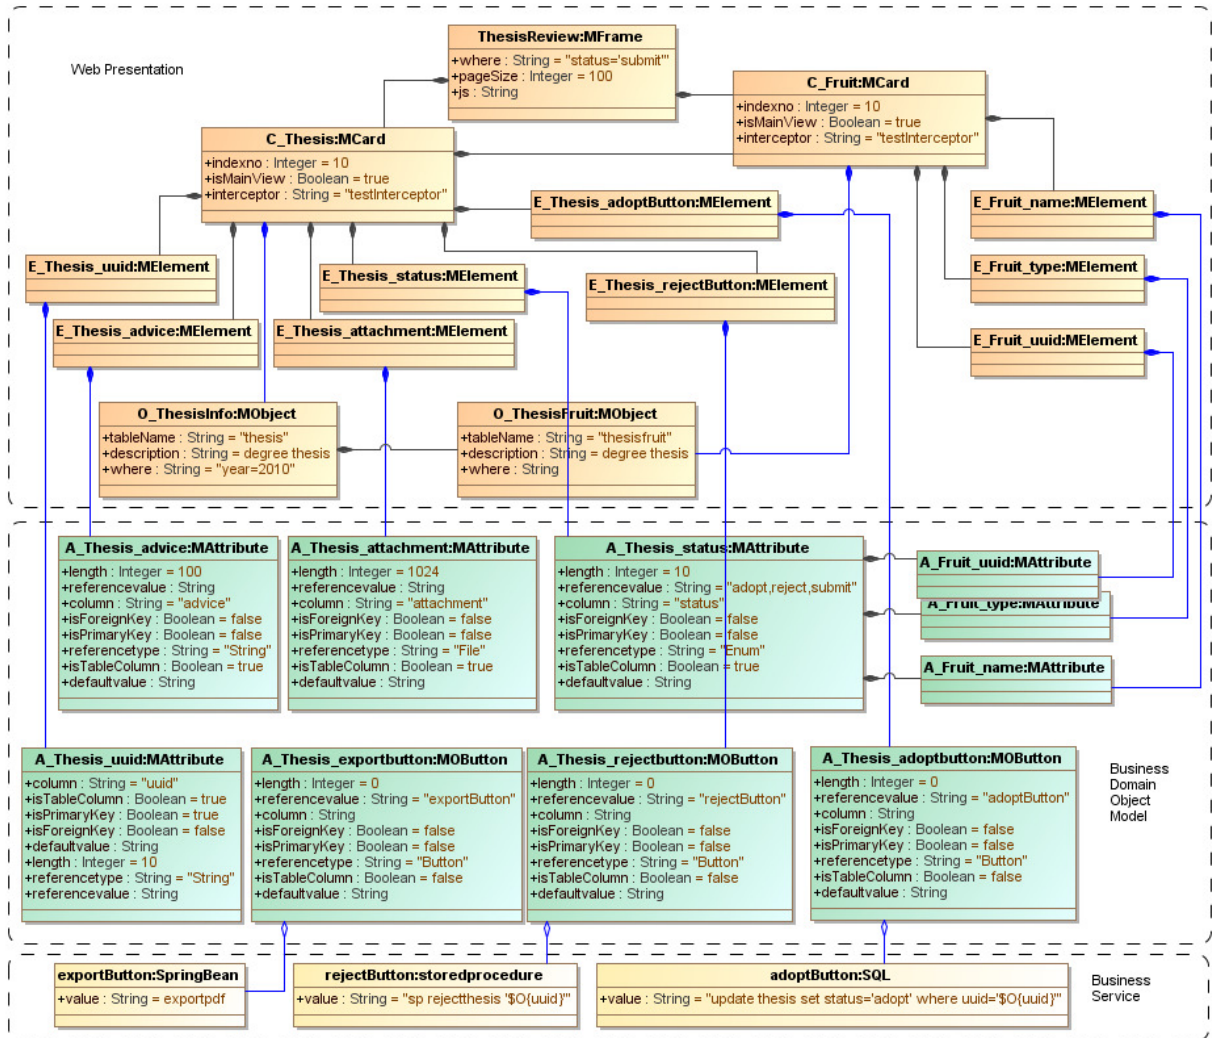 Web Presentation
ThesisReview:MFrame
+where : String = "status='submit'"
+pageSize : Integer = 100
+js : String
C_Fruit:MCard
+indexno : Integer = 10
+isMainView : Boolean = true
+interceptor : String = "testInterceptor"
C_Thesis:MCard
+indexno : Integer = 10
+isMainView : Boolean = true
+interceptor : String = "testInterceptor"
E_Thesis_adoptButton:MElement
E_Fruit_name:MElement
E_Thesis_uuid:MElement
E_Thesis_status:MElement
E_Thesis_rejectButton:MElement
E_Fruit_type:MElement
E_Thesis_advice:MElement
E_Thesis_attachment:MElement
E_Fruit_uuid:MElement
O_ThesisInfo:MObject
+tableName : String = "thesis"
+description : String = degree thesis
+where : String = "year=2010"
O_ThesisFruit:MObject
+tableName : String = "thesisfruit"
+description : String = degree thesis
+where : String
A_Thesis_advice:MAttribute
+length : Integer = 100
+referencevalue : String
+column : String = "advice"
+isForeignKey : Boolean = false
+isPrimaryKey : Boolean = false
+referencetype : String = "String"
+isTableColumn : Boolean = true
+defaultvalue : String
A_Thesis_attachment:MAttribute
+length : Integer = 1024
+referencevalue : String
+column : String = "attachment"
+isForeignKey : Boolean = false
+isPrimaryKey : Boolean = false
+referencetype : String = "File"
+isTableColumn : Boolean = true
+defaultvalue : String
A_Thesis_status:MAttribute
+length : Integer = 10
+referencevalue : String = "adopt,reject,submit"
+column : String = "status"
+isForeignKey : Boolean = false
+isPrimaryKey : Boolean = false
+referencetype : String = "Enum"
+isTableColumn : Boolean = true
+defaultvalue : String
A_Fruit_uuid:MAttribute
A_Fruit_type:MAttribute
A_Fruit_name:MAttribute
A_Thesis_uuid:MAttribute
+column : String = "uuid"
+isTableColumn : Boolean = true
+isPrimaryKey : Boolean = true
+isForeignKey : Boolean = false
+defaultvalue : String
+length : Integer = 10
+referencetype : String = "String"
+referencevalue : String
A_Thesis_exportbutton:MOButton
+length : Integer = 0
+referencevalue : String = "exportButton"
+column : String
+isForeignKey : Boolean = false
+isPrimaryKey : Boolean = false
+referencetype : String = "Button"
+isTableColumn : Boolean = false
+defaultvalue : String
A_Thesis_rejectbutton:MOButton
+length : Integer = 0
+referencevalue : String = "rejectButton"
+column : String
+isForeignKey : Boolean = false
+isPrimaryKey : Boolean = false
+referencetype : String = "Button"
+isTableColumn : Boolean = false
+defaultvalue : String
A_Thesis_adoptbutton:MOButton
+length : Integer = 0
+referencevalue : String = "adoptButton"
+column : String
+isForeignKey : Boolean = false
+isPrimaryKey : Boolean = false
+referencetype : String = "Button"
+isTableColumn : Boolean = false
+defaultvalue : String
Business
Domain
Object
Model
exportButton:SpringBean
+value : String = exportpdf
rejectButton:storedprocedure
+value : String = "sp rejectthesis '$O{uuid}'"
adoptButton:SQL
+value : String = "update thesis set status='adopt' where uuid='$O{uuid}'"
Business
Service